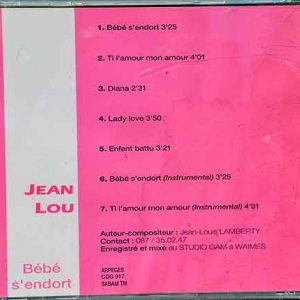 1. Bébé s'endort 3'25
2. Ti l'amour mon amour 4'01
3. Diana 2'31
4. Lady love 3'50
5. Enfant battu 3'21
6. Bébé s'endort (Instrumental) 3'25
7. Ti l'amour mon amour (Instrumental) 4'01
Auteur-compositeur : Jean-Louis LAMBERTY
Contact : 087 / 35.02.47
Enregistré et mixé au STUDIO GAM à WAIMES
ARPEGES
CDG 917
SABAM TM
JEAN
LOU
Bébé
s'endort